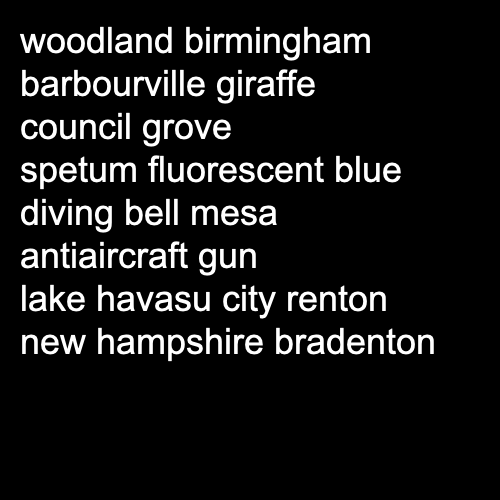 woodland birmingham
barbourville giraffe
council grove
spetum fluorescent blue
diving bell mesa
antiaircraft gun
lake havasu city renton
new hampshire bradenton